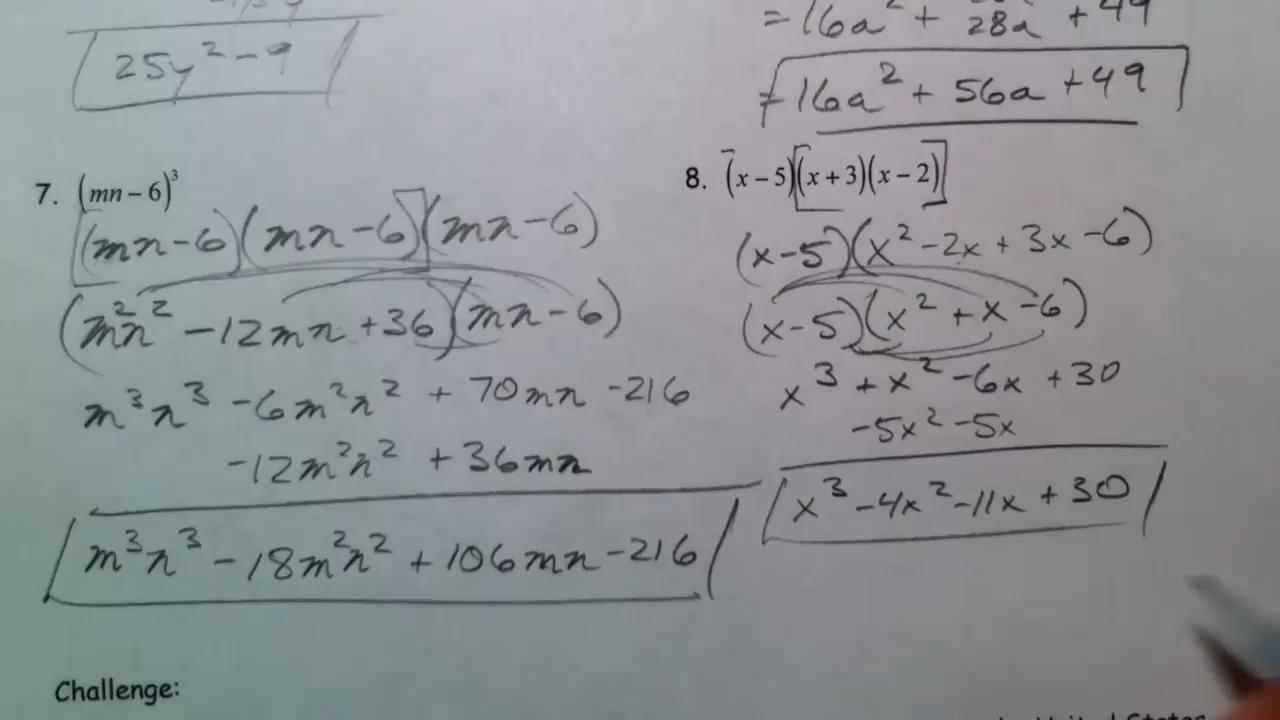 25y² - 9
= 16a² + 28a + 49
= 16a² + 56a + 49
7. (mn – 6)³
(mn - 6)(mn - 6)(mn - 6)
(m²n² - 12mn + 36)(mn - 6)
m³n³ - 6m²n² + 70mn - 216
- 12m²n² + 36mn
m³n³ - 18m²n² + 106mn - 216
8. (x – 5)[(x + 3)(x – 2)]
(x - 5)(x² - 2x + 3x - 6)
(x - 5)(x² + x - 6)
x³ + x² - 6x + 30
- 5x² - 5x
x³ - 4x² - 11x + 30
Challenge:
United States